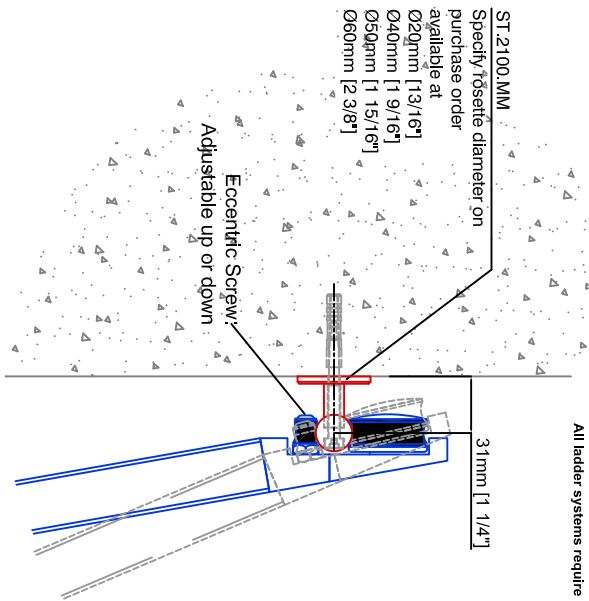 All ladder systems require
ST.2100.MM
Specify rosette diameter on
purchase order
available at
Ø20mm [13/16"]
Ø40mm [1 9/16"]
Ø50mm [1 15/16"]
Ø60mm [2 3/8"]
31mm [1 1/4"]
Eccentric Screw:
Adjustable up or down